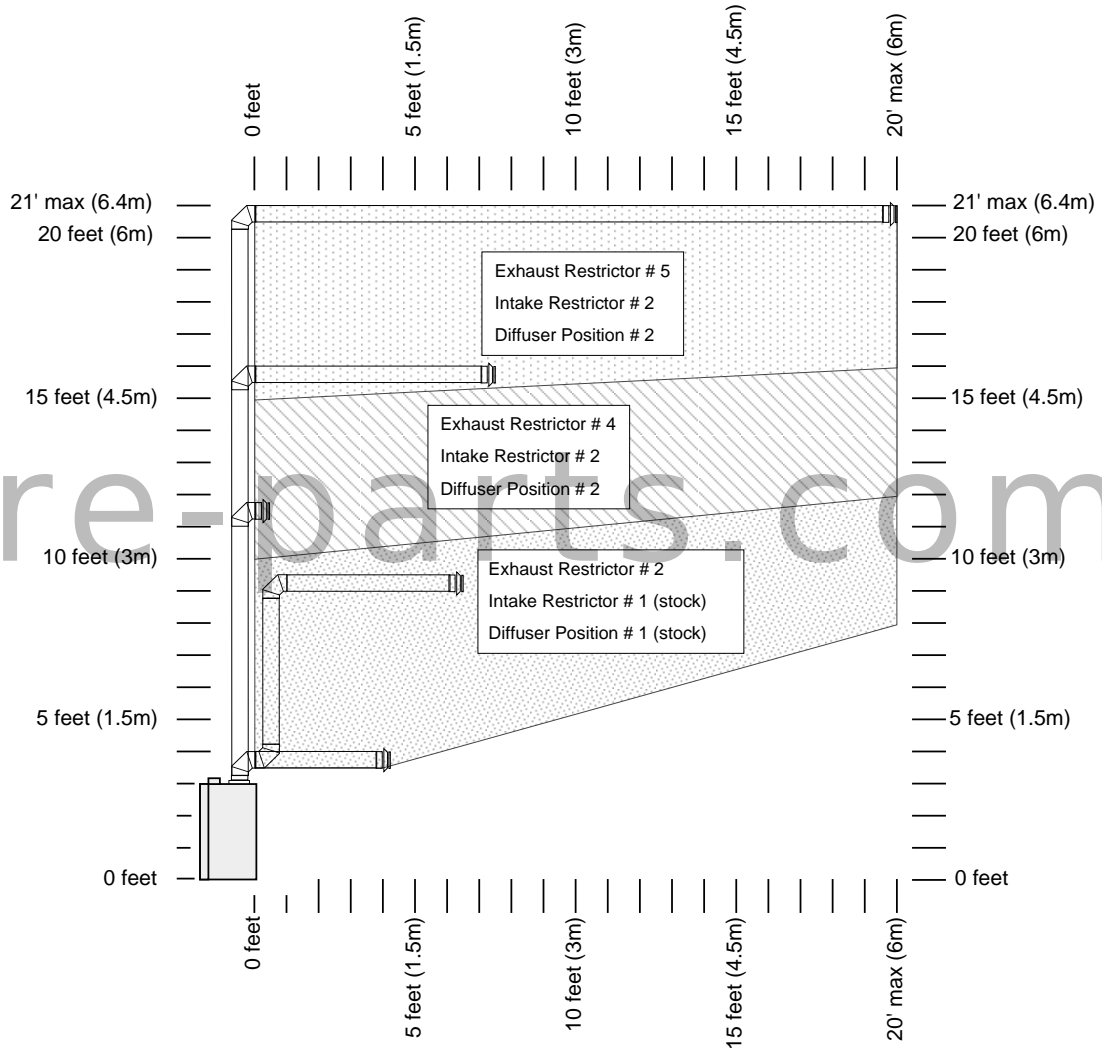 0 feet
5 feet (1.5m)
10 feet (3m)
15 feet (4.5m)
20' max (6m)
21' max (6.4m)
21' max (6.4m)
20 feet (6m)
20 feet (6m)
Exhaust Restrictor # 5
Intake Restrictor # 2
Diffuser Position # 2
15 feet (4.5m)
15 feet (4.5m)
Exhaust Restrictor # 4
Intake Restrictor # 2
Diffuser Position # 2
re-parts.com
10 feet (3m)
10 feet (3m)
Exhaust Restrictor # 2
Intake Restrictor # 1 (stock)
Diffuser Position # 1 (stock)
5 feet (1.5m)
5 feet (1.5m)
0 feet
0 feet
0 feet
5 feet (1.5m)
10 feet (3m)
15 feet (4.5m)
20' max (6m)